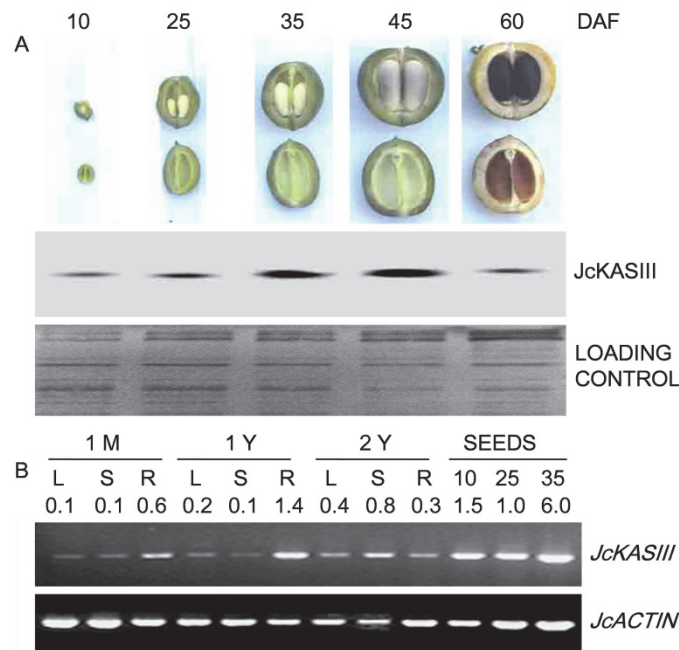 10 25 35 45 60 DAF
A
JcKASIII
LOADING
CONTROL
1 M 1 Y 2 Y SEEDS
B L S R L S R L S R 10 25 35
0.1 0.1 0.6 0.2 0.1 1.4 0.4 0.8 0.3 1.5 1.0 6.0
JcKASIII
JcACTIN